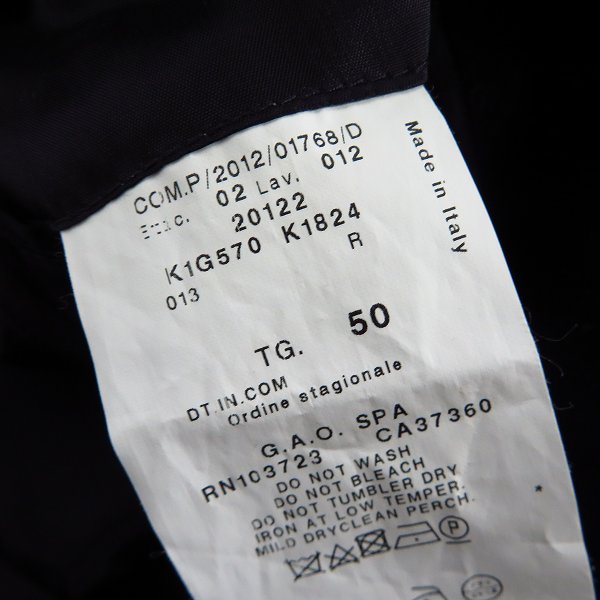 COM.P/2012/01768/D
02 Lav. 012
20122
K1G570 K1824
013 R
TG. 50
DT.IN.COM
Ordine stagionale
G.A.O. SPA
RN103723 CA37360
DO NOT WASH
DO NOT BLEACH
DO NOT TUMBLER DRY
IRON AT LOW TEMPER.
MILD DRYCLEAN PERCH. *
P
Made in Italy